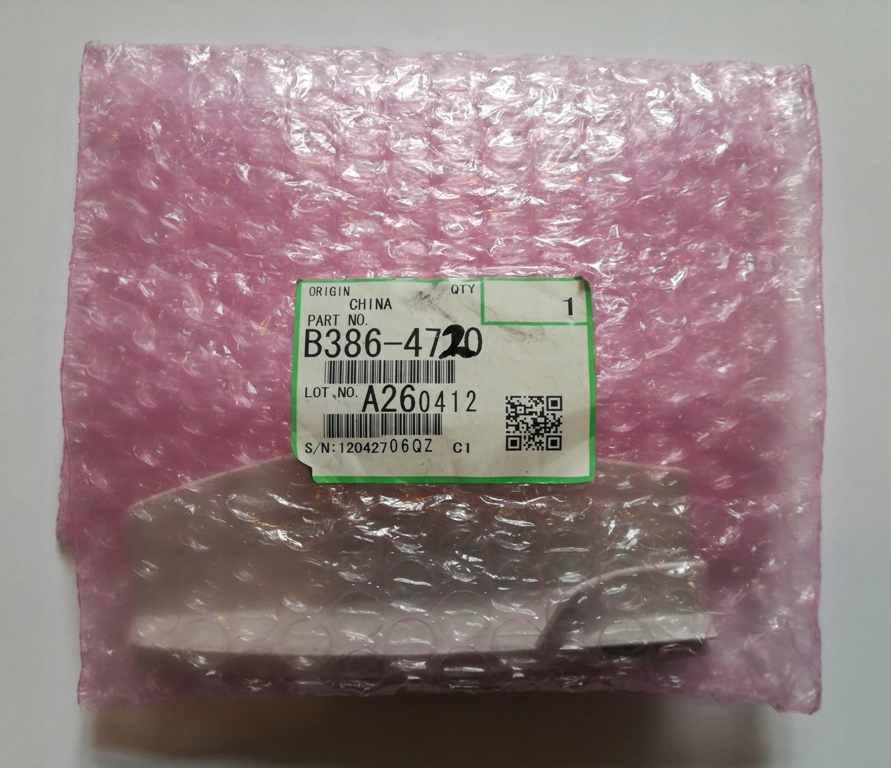 ORIGIN QTY
CHINA 1
PART NO.
B386-4720
LOT.NO. A260412
S/N:12042706QZ C1